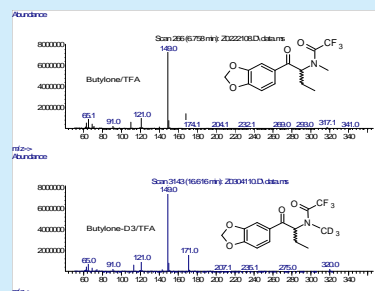 Abundance
Scan 266 (6.758 min): Z0222108.D\data.ms
149.0
8000000
6000000
4000000
2000000
Butylone/TFA
O
CF3
O
N
O
O
65.1
91.0
121.0
174.1
204.1
232.1
269.0
293.0
317.1
341.0
60 80 100 120 140 160 180 200 220 240 260 280 300 320 340
m/z-->
Abundance
Scan 3143 (16.616 min): Z0304110.D\data.ms
149.0
8000000
6000000
4000000
2000000
Butylone-D3/TFA
O
CF3
O
N
CD3
O
O
65.0
91.0
121.0
171.0
207.1
235.1
275.0
320.0
60 80 100 120 140 160 180 200 220 240 260 280 300 320 340